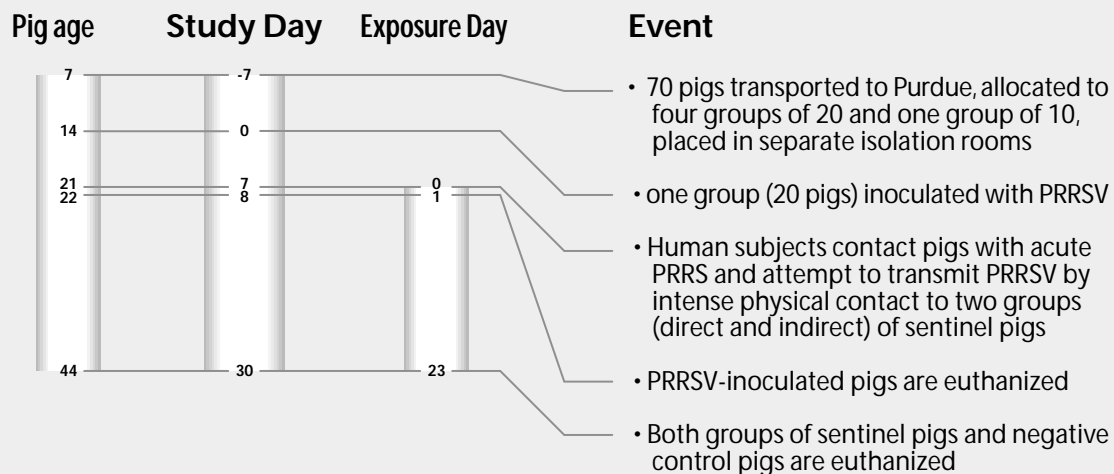 Pig age Study Day Exposure Day Event
7 -7
• 70 pigs transported to Purdue, allocated to
four groups of 20 and one group of 10,
placed in separate isolation rooms
14 0
21 7 0
22 8 1
• one group (20 pigs) inoculated with PRRSV
• Human subjects contact pigs with acute
PRRS and attempt to transmit PRRSV by
intense physical contact to two groups
(direct and indirect) of sentinel pigs
44 30 23
• PRRSV-inoculated pigs are euthanized
• Both groups of sentinel pigs and negative
control pigs are euthanized